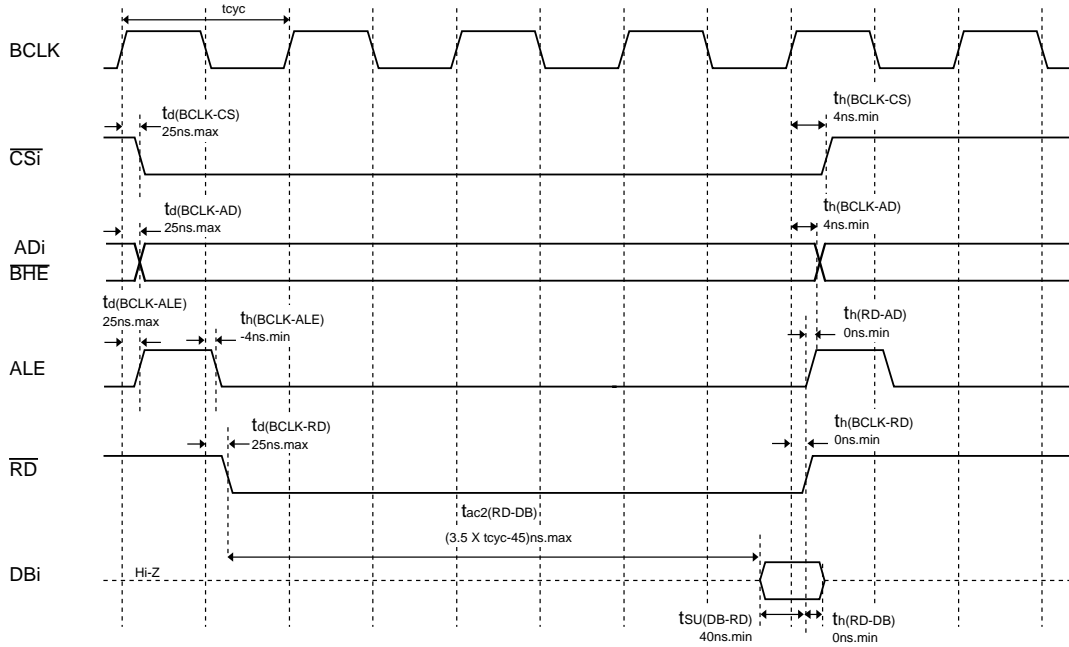 tcyc
BCLK
td(BCLK-CS)
25ns.max
th(BCLK-CS)
4ns.min
CSi
td(BCLK-AD)
25ns.max
th(BCLK-AD)
4ns.min
ADi
BHE
td(BCLK-ALE)
25ns.max
th(BCLK-ALE)
-4ns.min
th(RD-AD)
0ns.min
ALE
td(BCLK-RD)
25ns.max
th(BCLK-RD)
0ns.min
RD
tac2(RD-DB)
(3.5 X tcyc-45)ns.max
DBi
Hi-Z
tSU(DB-RD)
40ns.min
th(RD-DB)
0ns.min